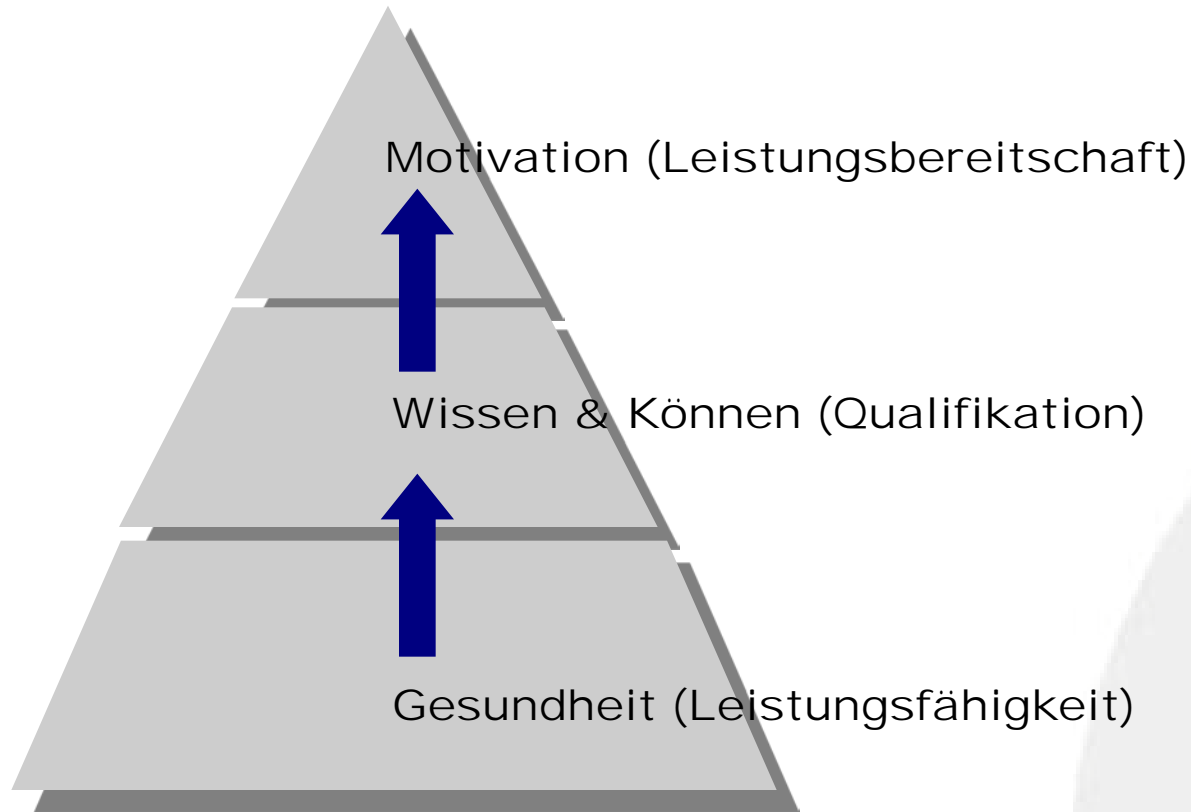 Motivation (Leistungsbereitschaft)
Wissen & Können (Qualifikation)
Gesundheit (Leistungsfähigkeit)